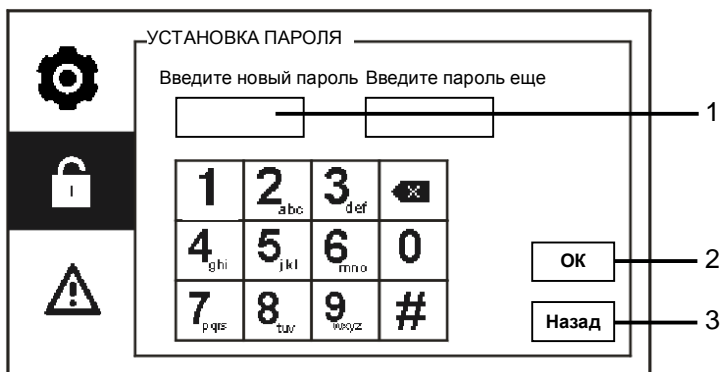 УСТАНОВКА ПАРОЛЯ
Введите новый пароль Введите пароль еще
1
1 2abc 3def
4ghi 5jkl 6mno 0
ОК 2
7pqrs 8tuv 9wxyz #
Назад 3